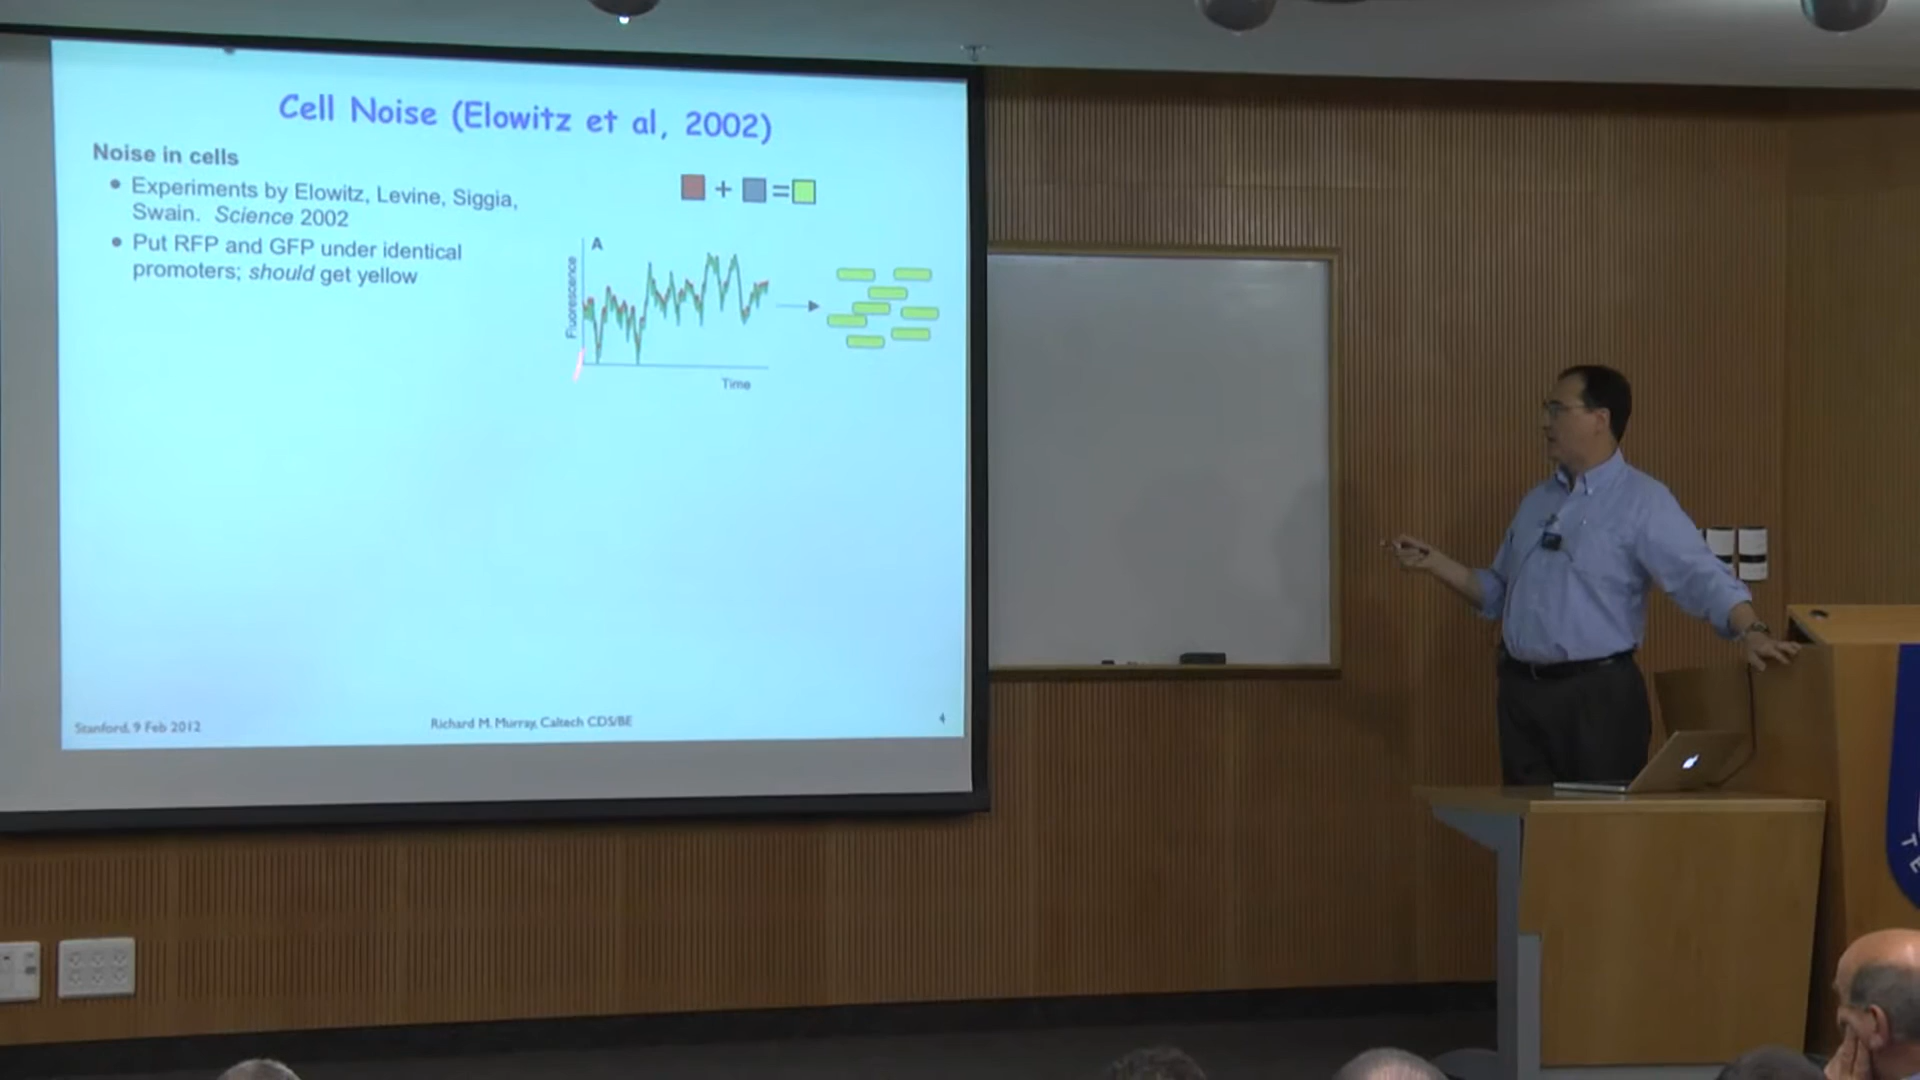 Cell Noise (Elowitz et al, 2002)
Noise in cells
• Experiments by Elowitz, Levine, Siggia,
Swain. Science 2002
• Put RFP and GFP under identical
promoters; should get yellow
+ =
A
Fluorescence
Time
Stanford, 9 Feb 2012
Richard M. Murray, Caltech CDS/BE
4